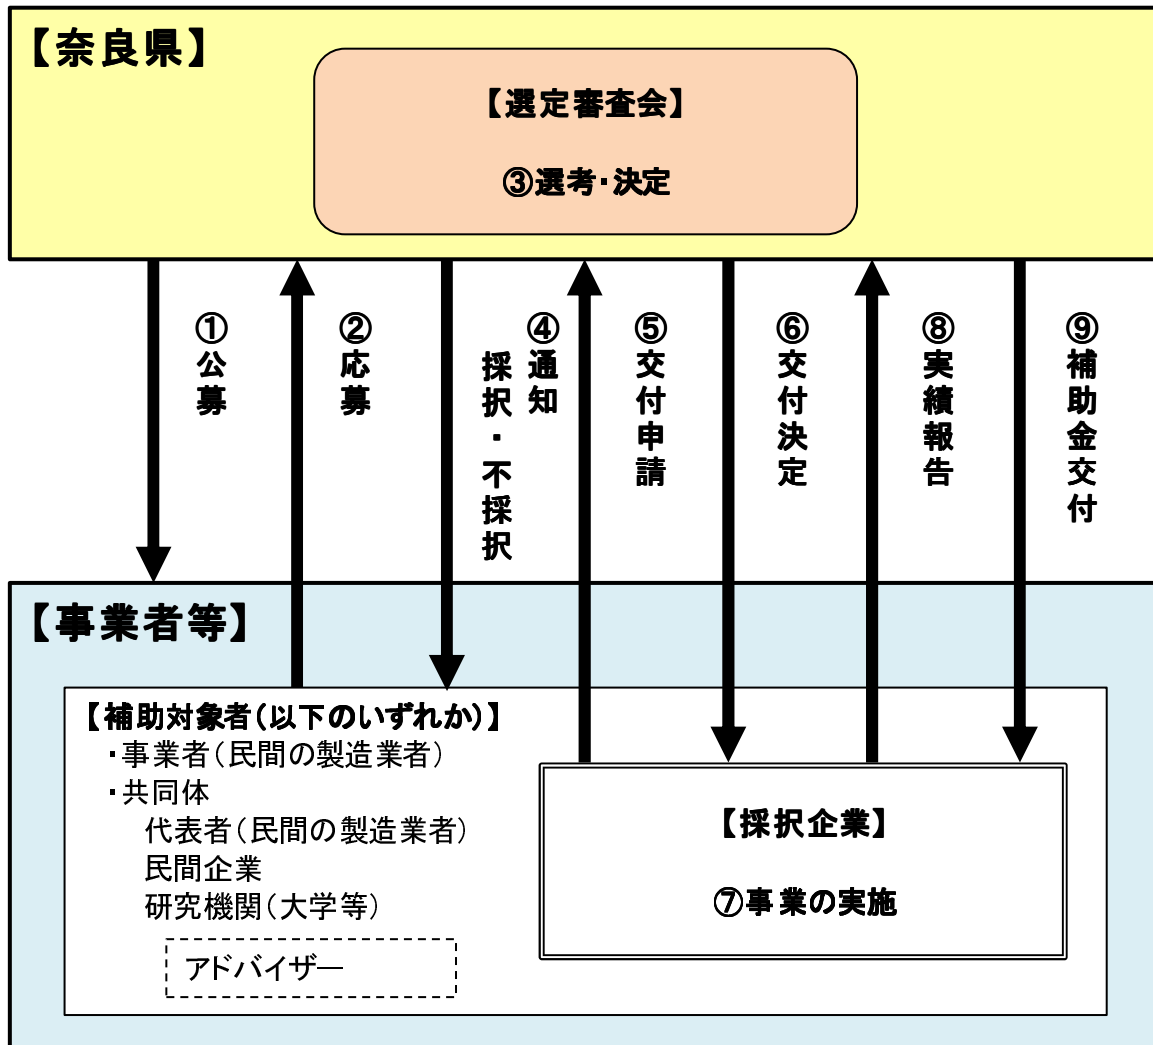 【奈良県】
【選定審査会】
③選考・決定
①公募
②応募
④通知
採択・不採択
⑤交付申請
⑥交付決定
⑧実績報告
⑨補助金交付
【事業者等】
【補助対象者(以下のいずれか)】
・事業者(民間の製造業者)
・共同体
代表者(民間の製造業者)
民間企業
研究機関(大学等)
アドバイザー
【採択企業】
⑦事業の実施